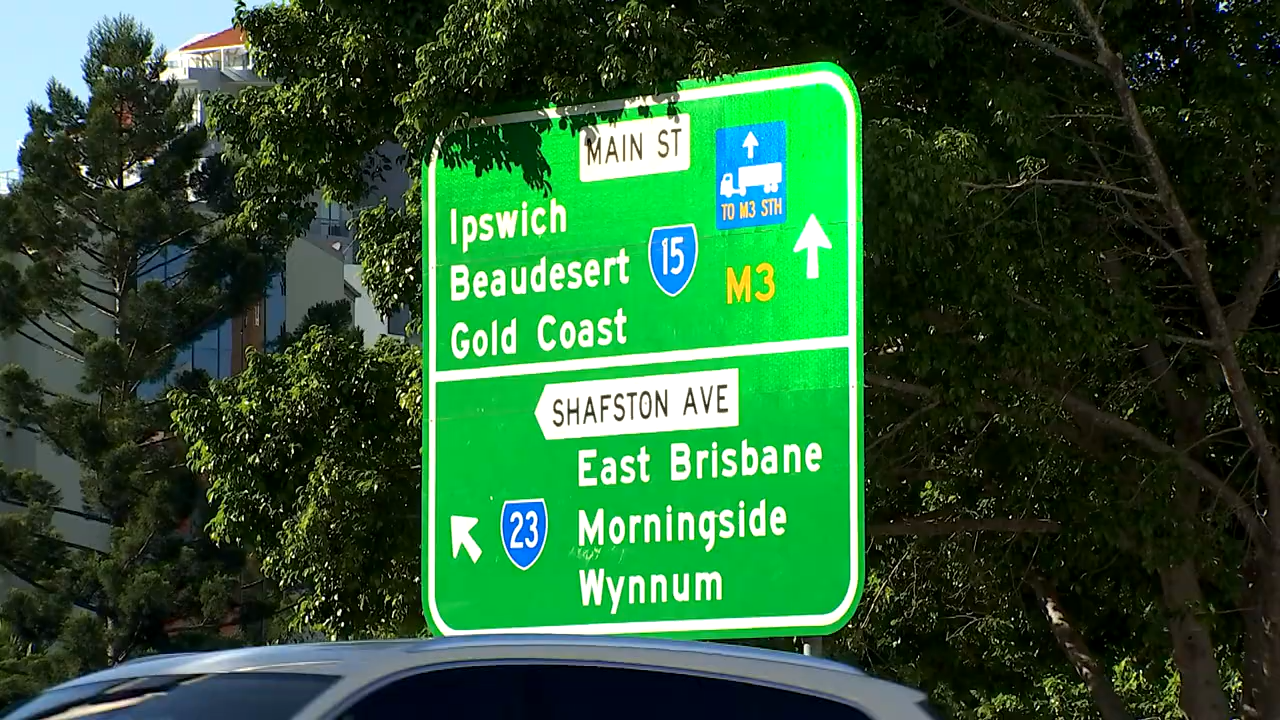 MAIN ST
TO M3 STH
Ipswich
Beaudesert 15 M3
Gold Coast
SHAFSTON AVE
East Brisbane
23 Morningside
Wynnum